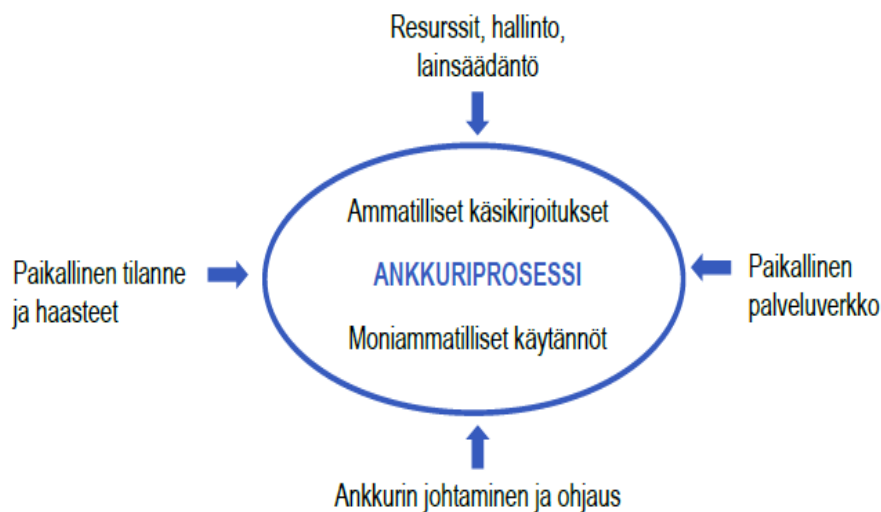 Resurssit, hallinto,
lainsäädäntö
Ammatilliset käsikirjoitukset
Paikallinen tilanne
ja haasteet
ANKKURIPROSESSI
Paikallinen
palveluverkko
Moniammatilliset käytännöt
Ankkurin johtaminen ja ohjaus